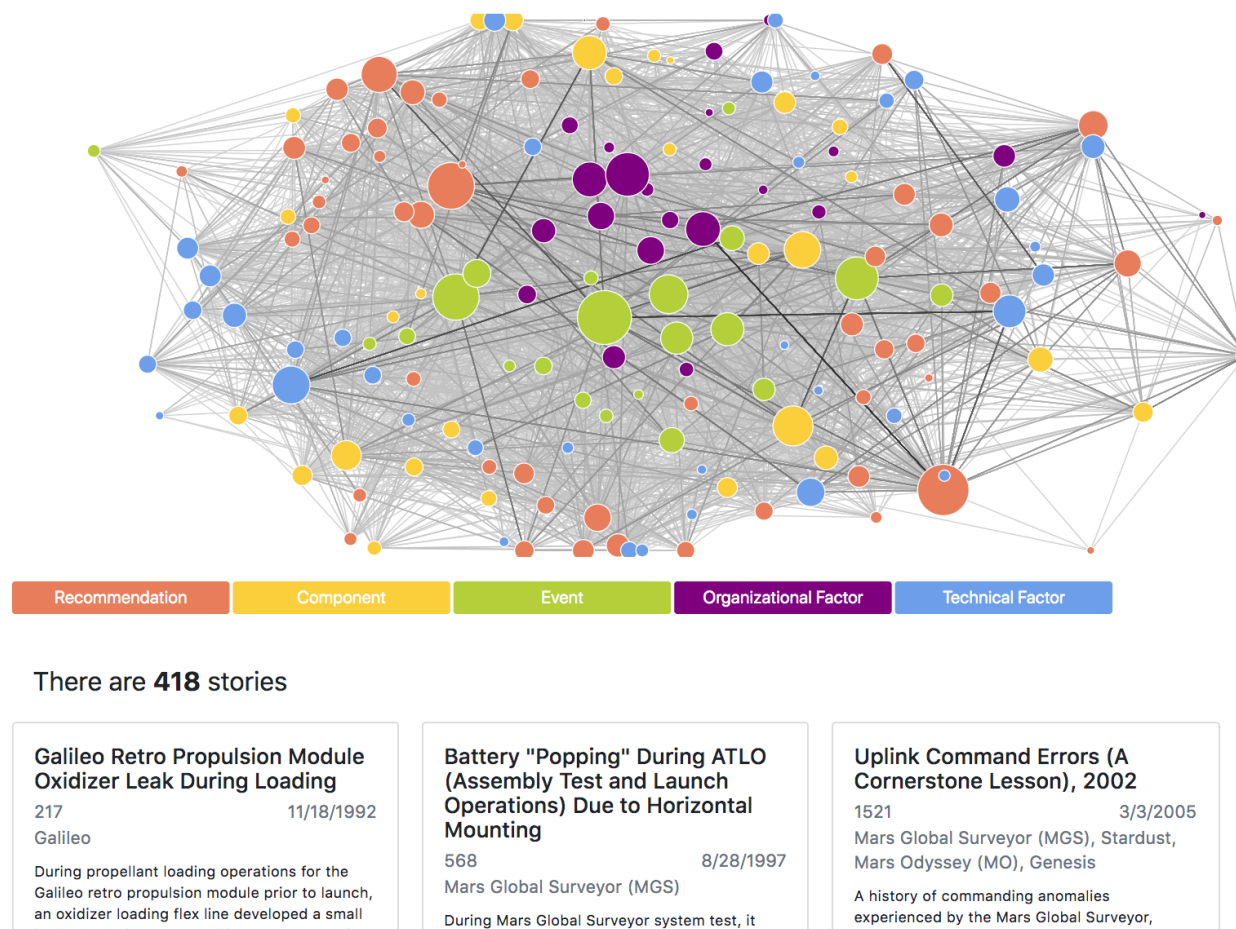 Recommendation
Component
Event
Organizational Factor
Technical Factor
There are 418 stories
Galileo Retro Propulsion Module
Oxidizer Leak During Loading
217
11/18/1992
Galileo
During propellant loading operations for the
Galileo retro propulsion module prior to launch,
an oxidizer loading flex line developed a small
Battery "Popping" During ATLO
(Assembly Test and Launch
Operations) Due to Horizontal
Mounting
568
8/28/1997
Mars Global Surveyor (MGS)
During Mars Global Surveyor system test, it
Uplink Command Errors (A
Cornerstone Lesson), 2002
1521
3/3/2005
Mars Global Surveyor (MGS), Stardust,
Mars Odyssey (MO), Genesis
A history of commanding anomalies
experienced by the Mars Global Surveyor,